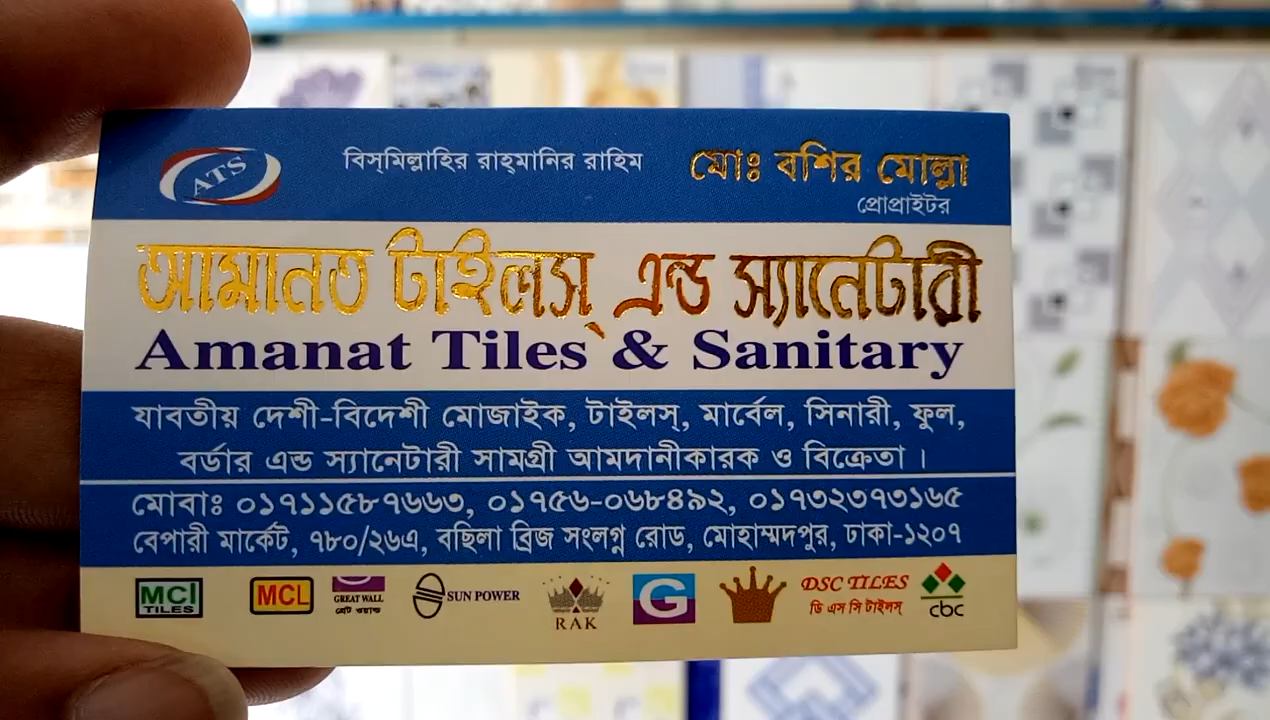 ATS
বিস্‌মিল্লাহির রাহ্‌মানির রাহিম
মোঃ বশির মোল্লা
প্রোপ্রাইটর
আমানত টাইলস্ এন্ড স্যানেটারী
Amanat Tiles & Sanitary
যাবতীয় দেশী-বিদেশী মোজাইক, টাইলস্, মার্বেল, সিনারী, ফুল,
বর্ডার এন্ড স্যানেটারী সামগ্রী আমদানীকারক ও বিক্রেতা।
মোবাঃ ০১৭১১৫৮৭৬৬৩, ০১৭৫৬-০৬৮৪৯২, ০১৭৩২৩৭৩১৬৫
বেপারী মার্কেট, ৭৮০/২৬এ, বছিলা ব্রিজ সংলগ্ন রোড, মোহাম্মদপুর, ঢাকা-১২০৭
MCI TILES
MCL
GREAT WALL
গ্রেট ওয়াল্ড
SUN POWER
RAK
G
DSC TILES
ডি এস সি টাইলস্
cbc